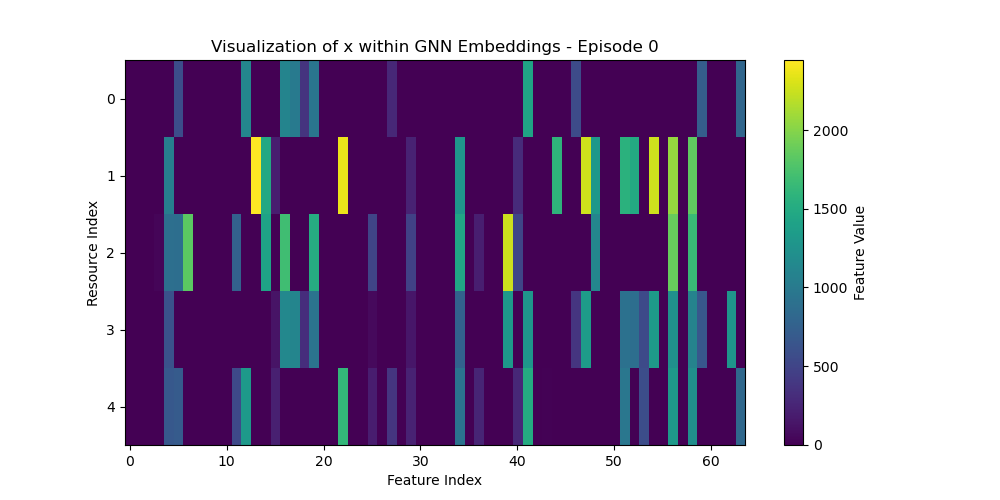 Visualization of x within GNN Embeddings - Episode 0
Resource Index
0
1
2
3
4
0 10 20 30 40 50 60
Feature Index
2000
1500
1000
500
0
Feature Value